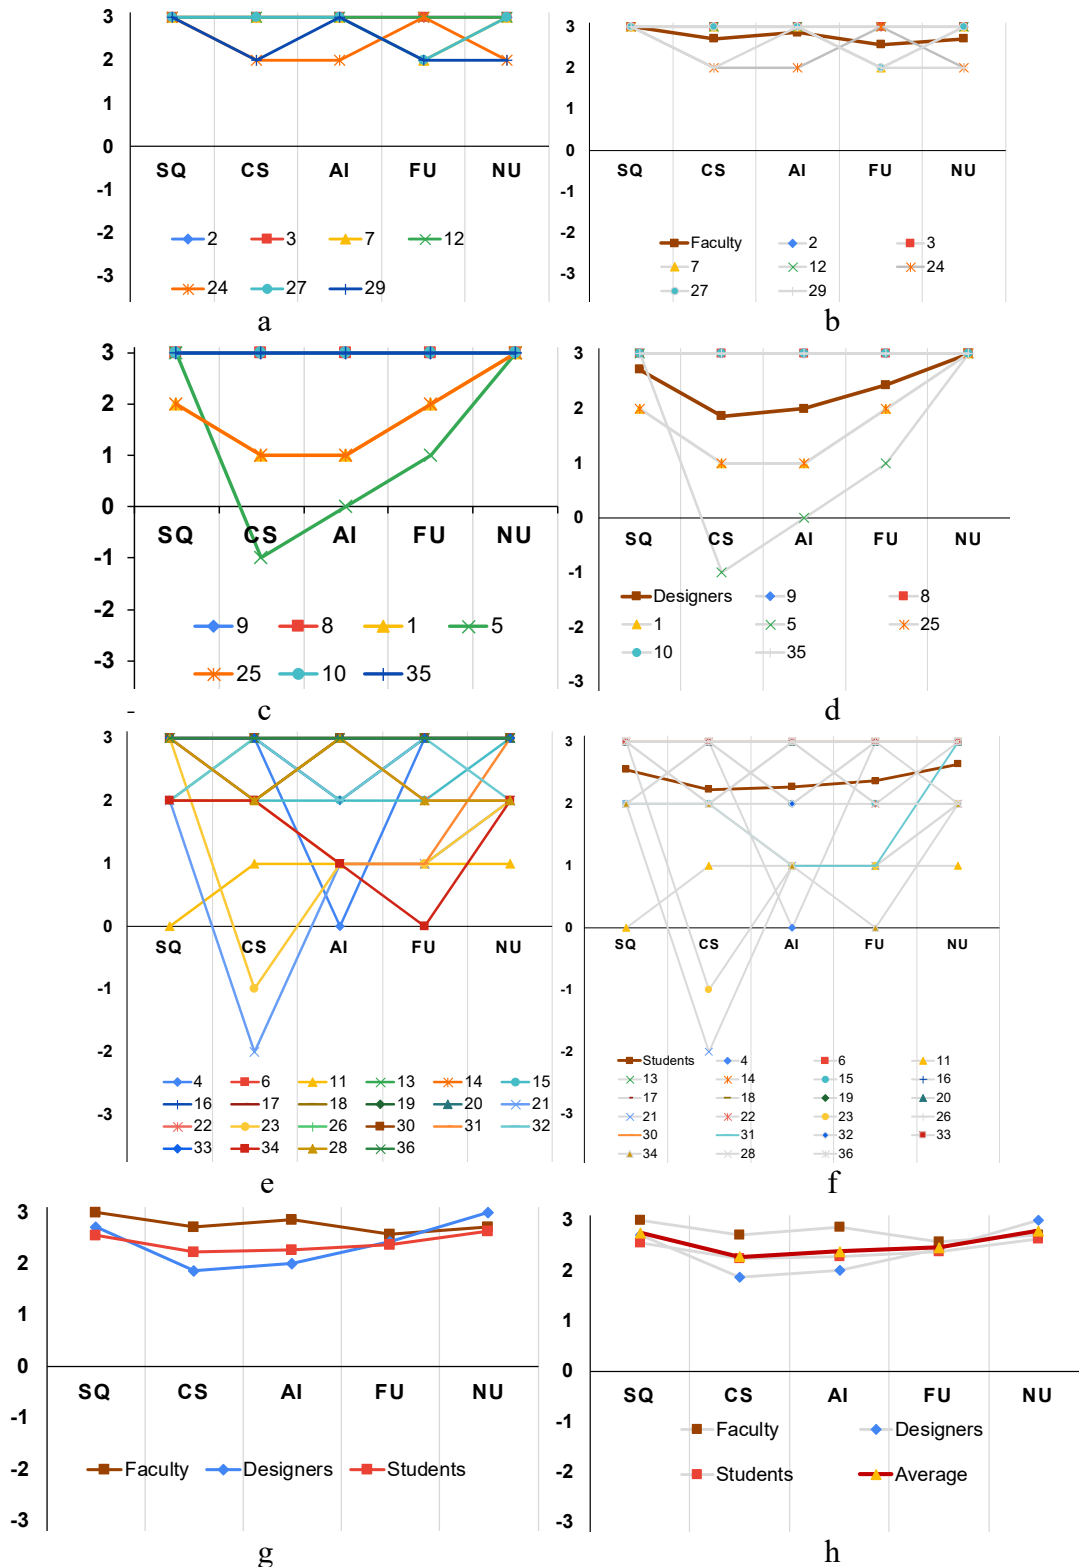 3
2
1
0
SQ CS AI FU NU
-1
2 3 7 12
-2
24 27 29
-3
a
3
2
1
0
SQ CS AI FU NU
-1
-2
Faculty 2 3
7 12 24
-3
27 29
b
3
2
1
0
SQ CS AI FU NU
-1
-2
9 8 1 5
-3
25 10 35
c
3
2
1
0
SQ CS AI FU NU
-1
Designers 9 8
-2
1 5 25
10 35
-3
d
-
3
2
1
0
SQ CS AI FU NU
-1
-2
4 6 11 13 14 15
16 17 18 19 20 21
-3
22 23 26 30 31 32
33 34 28 36
e
3
2
1
0
SQ CS AI FU NU
-1
-2
Students 4 6 11
13 14 15 16
17 18 19 20
-3
21 22 23 26
30 31 32 33
34 28 36
f
3
2
1
0
SQ CS AI FU NU
-1
-2
Faculty Designers Students
-3
g
3
2
1
0
SQ CS AI FU NU
-1
Faculty Designers
-2
Students Average
-3
h